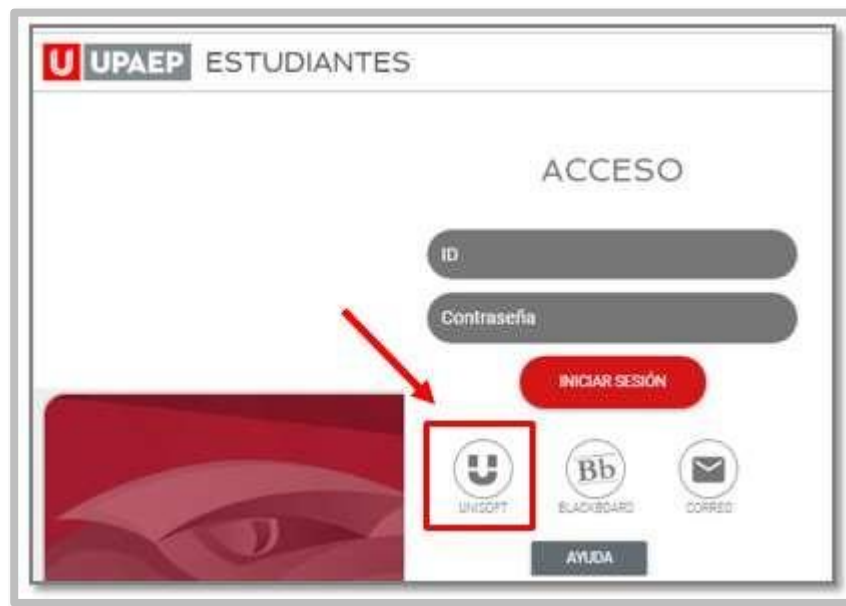 U UPAEP ESTUDIANTES
ACCESO
ID
Contraseña
INICIAR SESIÓN
Bb
UNISOFT BLACKBOARD CORREO
AYUDA